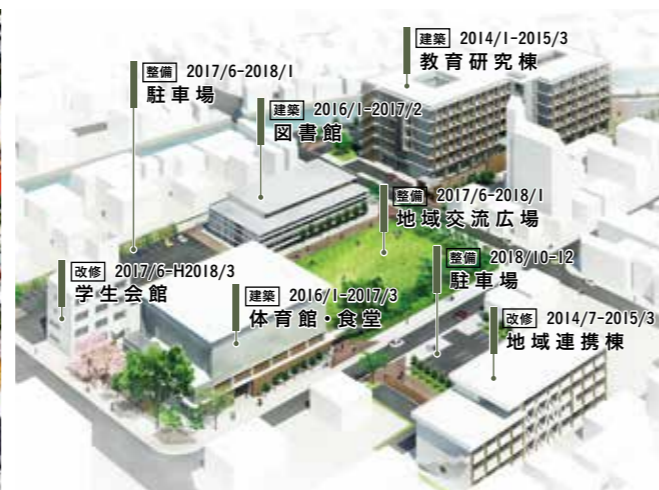 建築 2014/1-2015/3
教育研究棟
整備 2017/6-2018/1
駐車場
建築 2016/1-2017/2
図書館
整備 2017/6-2018/1
地域交流広場
整備 2018/10-12
駐車場
改修 2017/6-H2018/3
学生会館
建築 2016/1-2017/3
体育館・食堂
改修 2014/7-2015/3
地域連携棟